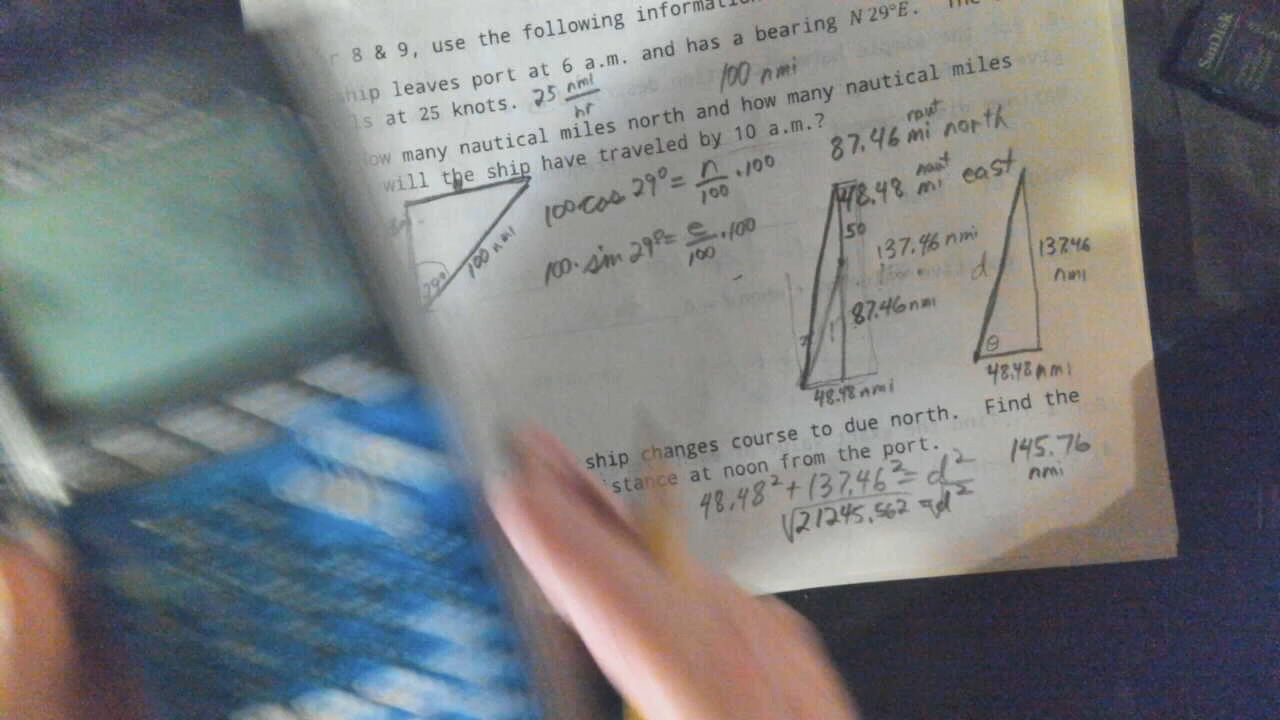 8 & 9, use the following
ship leaves port at 6 a.m. and has a bearing N 29°E.
at 25 knots. 25 nmi/hr 100 nmi
how many nautical miles north and how many nautical miles
will the ship have traveled by 10 a.m.?
87.46 naut mi north
48.48 naut mi east
100·cos 29° = n/100 · 100
100· sin 29° = e/100 · 100
29°
100 nmi
50
137.46 nmi
87.46 nmi
48.48 nmi
d
137.46 nmi
θ
48.48 nmi
ship changes course to due north. Find the
distance at noon from the port.
145.76 nmi
48.48² + 137.46² = d²
√21245.562 = d²
SanDisk